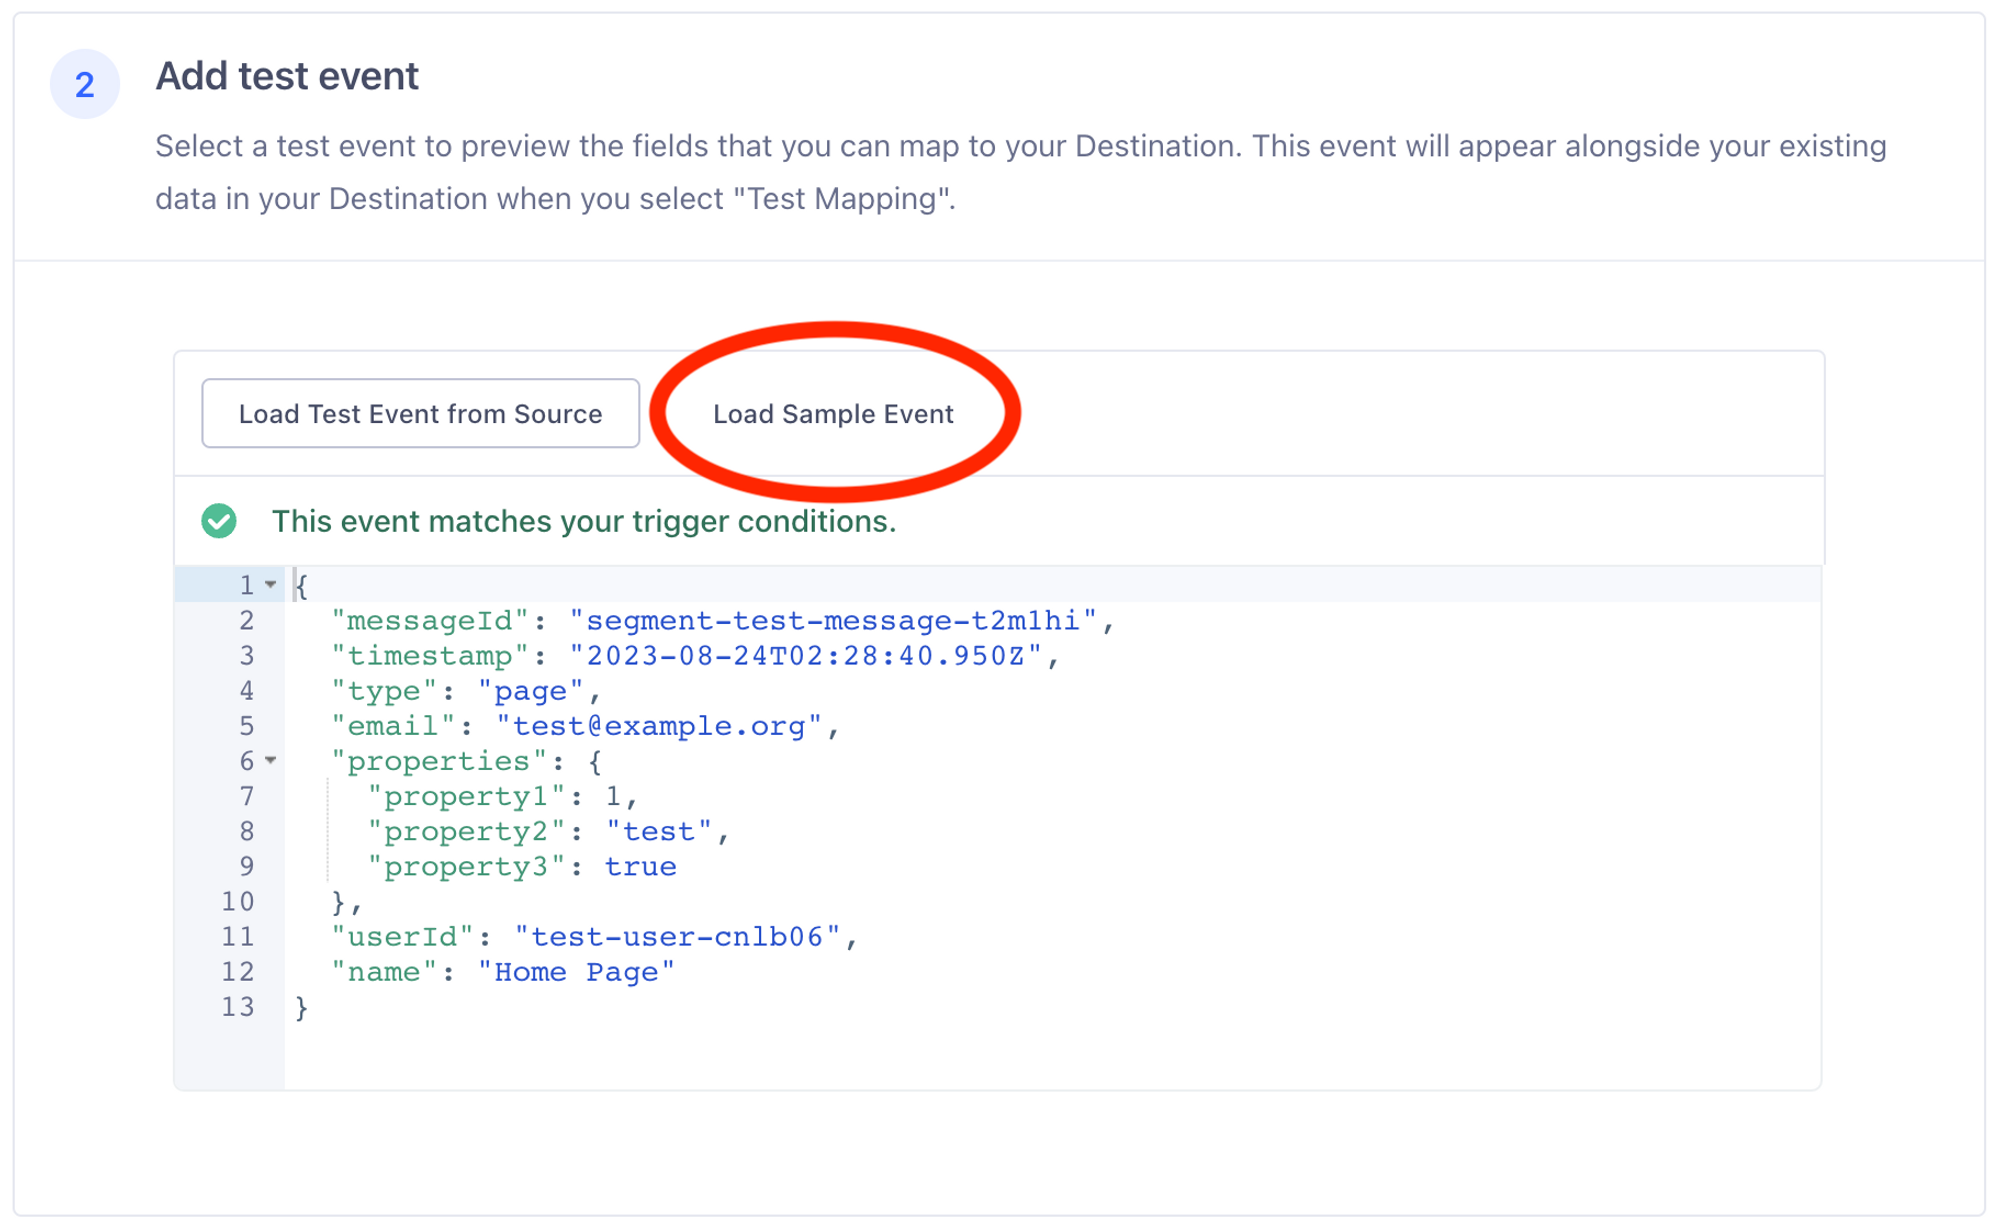 2
Add test event
Select a test event to preview the fields that you can map to your Destination. This event will appear alongside your existing
data in your Destination when you select "Test Mapping".
Load Test Event from Source
Load Sample Event
This event matches your trigger conditions.
1 {
2 "messageId": "segment-test-message-t2m1hi",
3 "timestamp": "2023-08-24T02:28:40.950Z",
4 "type": "page",
5 "email": "test@example.org",
6 "properties": {
7 "property1": 1,
8 "property2": "test",
9 "property3": true
10 },
11 "userId": "test-user-cnlb06",
12 "name": "Home Page"
13 }